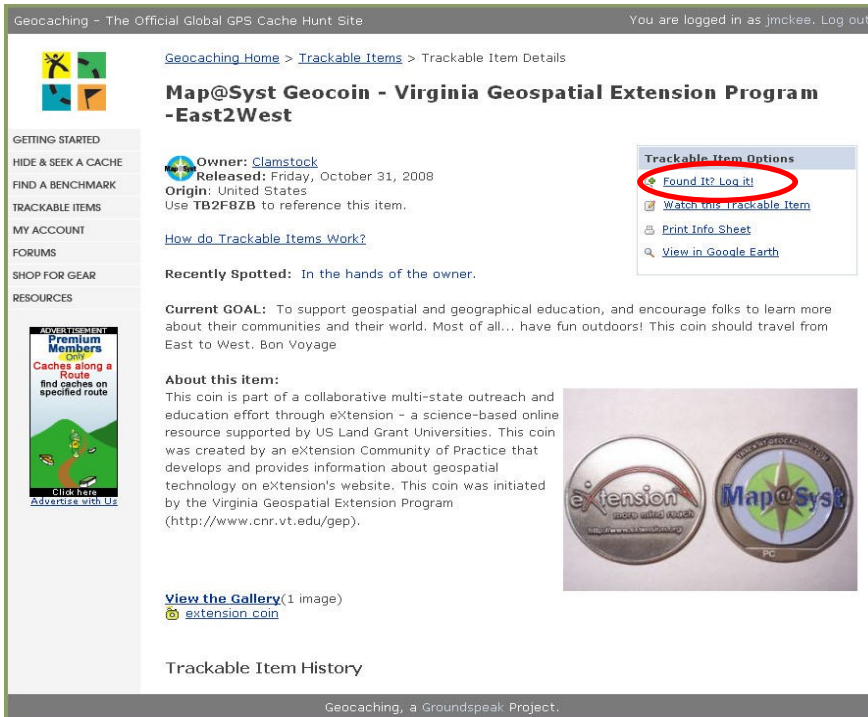 Geocaching - The Official Global GPS Cache Hunt Site
You are logged in as jmckee. Log out
Geocaching Home > Trackable Items > Trackable Item Details
Map@Syst Geocoin - Virginia Geospatial Extension Program
-East2West
GETTING STARTED
HIDE & SEEK A CACHE
FIND A BENCHMARK
TRACKABLE ITEMS
MY ACCOUNT
FORUMS
SHOP FOR GEAR
RESOURCES
ADVERTISEMENT
Premium
Members
Only
Caches along a
Route
find caches on
specified route
Click here
Advertise with Us
Map@Syst
Owner: Clamstock
Released: Friday, October 31, 2008
Origin: United States
Use TB2F8ZB to reference this item.
How do Trackable Items Work?
Trackable Item Options
Found It? Log it!
Watch this Trackable Item
Print Info Sheet
View in Google Earth
Recently Spotted: In the hands of the owner.
Current GOAL: To support geospatial and geographical education, and encourage folks to learn more
about their communities and their world. Most of all... have fun outdoors! This coin should travel from
East to West. Bon Voyage
About this item:
This coin is part of a collaborative multi-state outreach and
education effort through eXtension - a science-based online
resource supported by US Land Grant Universities. This coin
was created by an eXtension Community of Practice that
develops and provides information about geospatial
technology on eXtension's website. This coin was initiated
by the Virginia Geospatial Extension Program
(http://www.cnr.vt.edu/gep).
eXtension
Map@Syst
PC
View the Gallery(1 image)
extension coin
Trackable Item History
Geocaching, a Groundspeak Project.